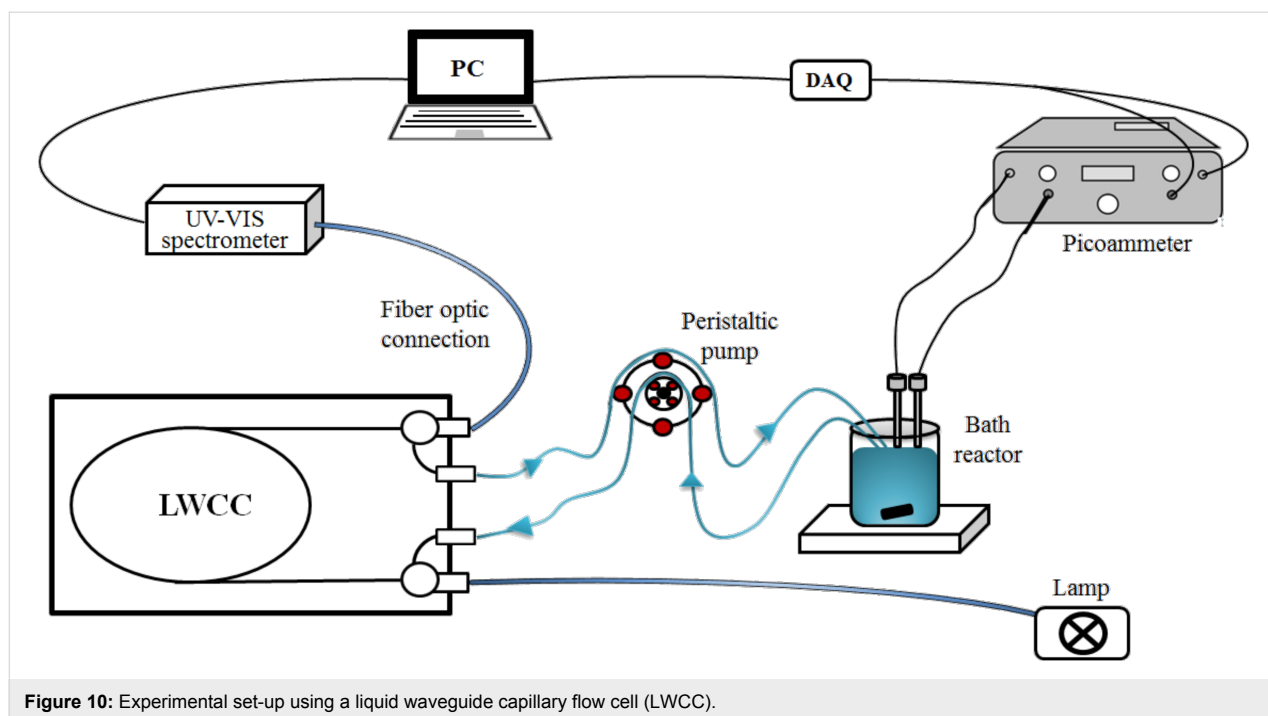 PC
DAQ
UV-VIS
spectrometer
Picoammeter
Fiber optic
connection
Peristaltic
pump
Bath
reactor
LWCC
Lamp
Figure 10: Experimental set-up using a liquid waveguide capillary flow cell (LWCC).